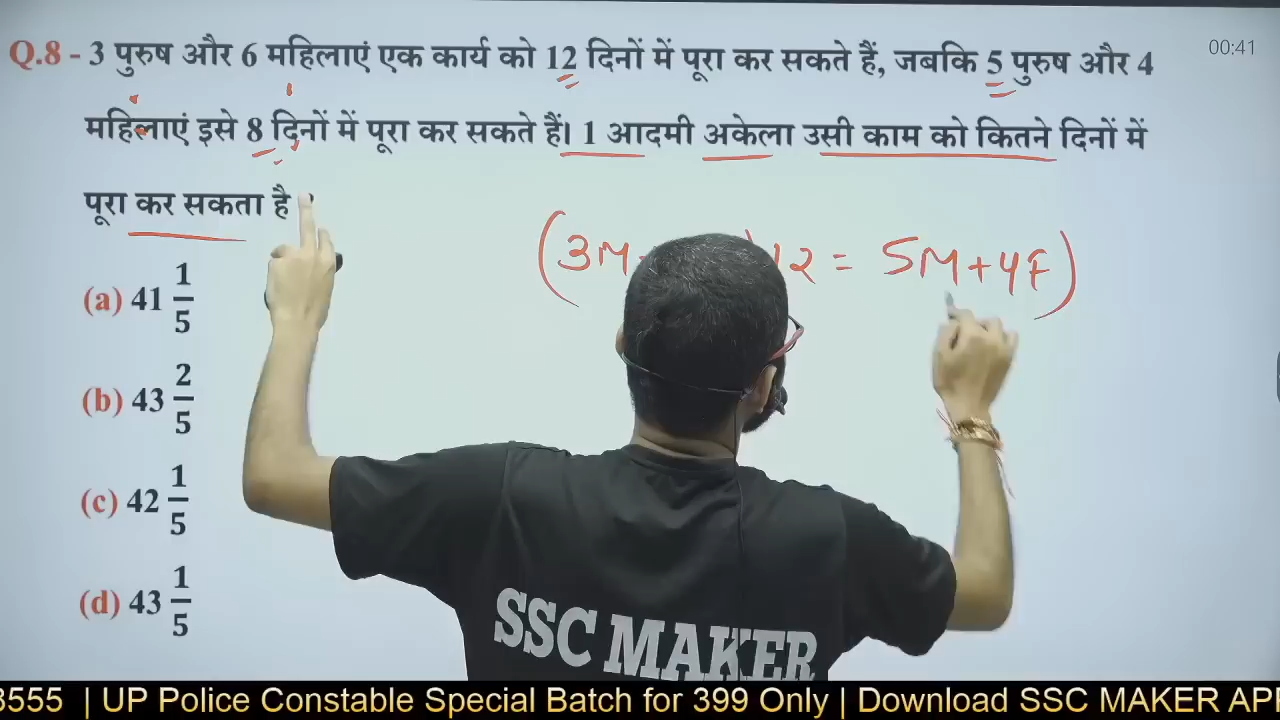 Q.8 - 3 पुरुष और 6 महिलाएं एक कार्य को 12 दिनों में पूरा कर सकते हैं, जबकि 5 पुरुष और 4
00:41
महिलाएं इसे 8 दिनों में पूरा कर सकते हैं। 1 आदमी अकेला उसी काम को कितने दिनों में
पूरा कर सकता है
(3M 12 = 5M+4F)
(a) 41 1/5
(b) 43 2/5
(c) 42 1/5
(d) 43 1/5
SSC MAKER
3555 | UP Police Constable Special Batch for 399 Only | Download SSC MAKER AP